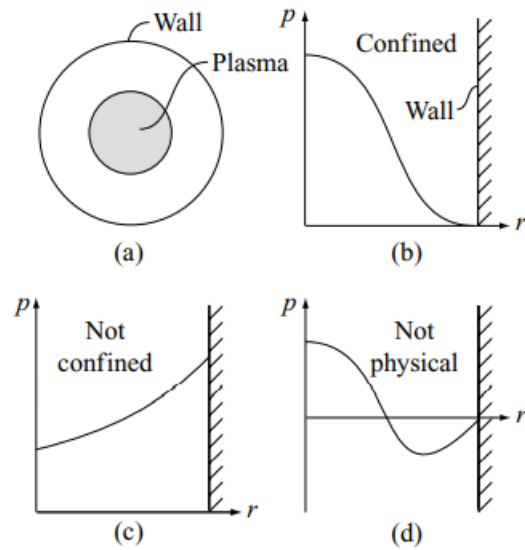 Wall
Plasma
(a)
p
Confined
Wall
r
(b)
p
Not
confined
r
(c)
p
Not
physical
r
(d)